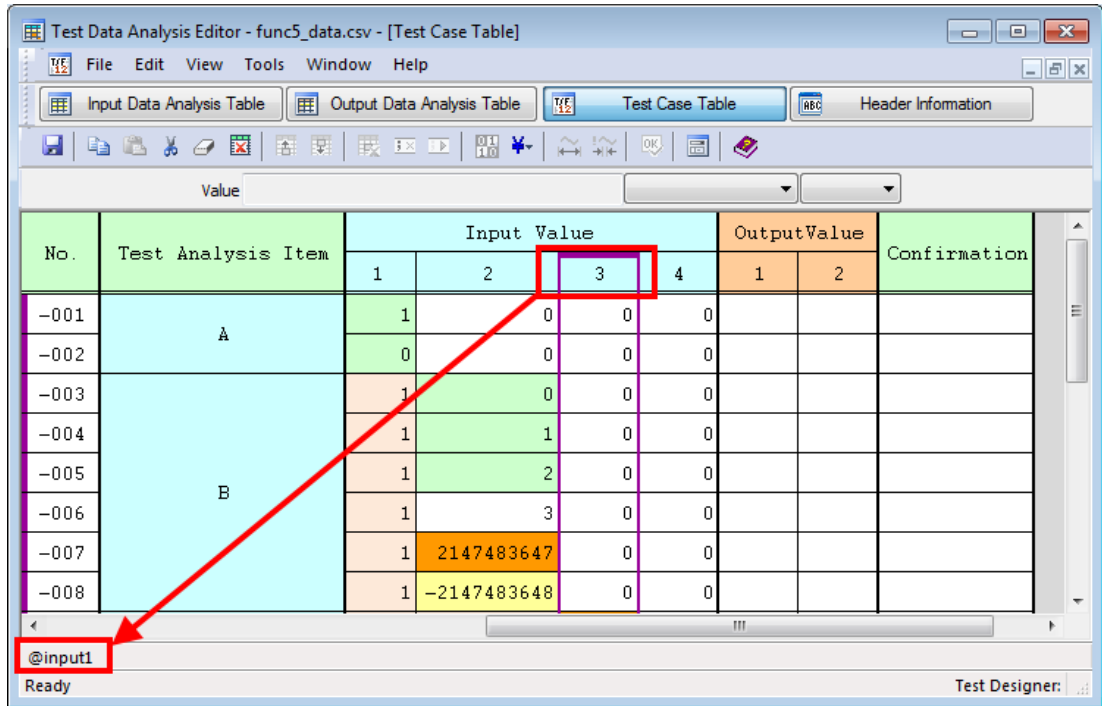 Test Data Analysis Editor - func5_data.csv - [Test Case Table]
File Edit View Tools Window Help
Input Data Analysis Table Output Data Analysis Table Test Case Table Header Information
Value
No. Test Analysis Item Input Value OutputValue Confirmation
1 2 3 4 1 2
-001 A 1 0 0 0
-002 0 0 0 0
-003 B 1 0 0 0
-004 1 1 0 0
-005 1 2 0 0
-006 1 3 0 0
-007 1 2147483647 0 0
-008 1 -2147483648 0 0
@input1
Ready Test Designer: